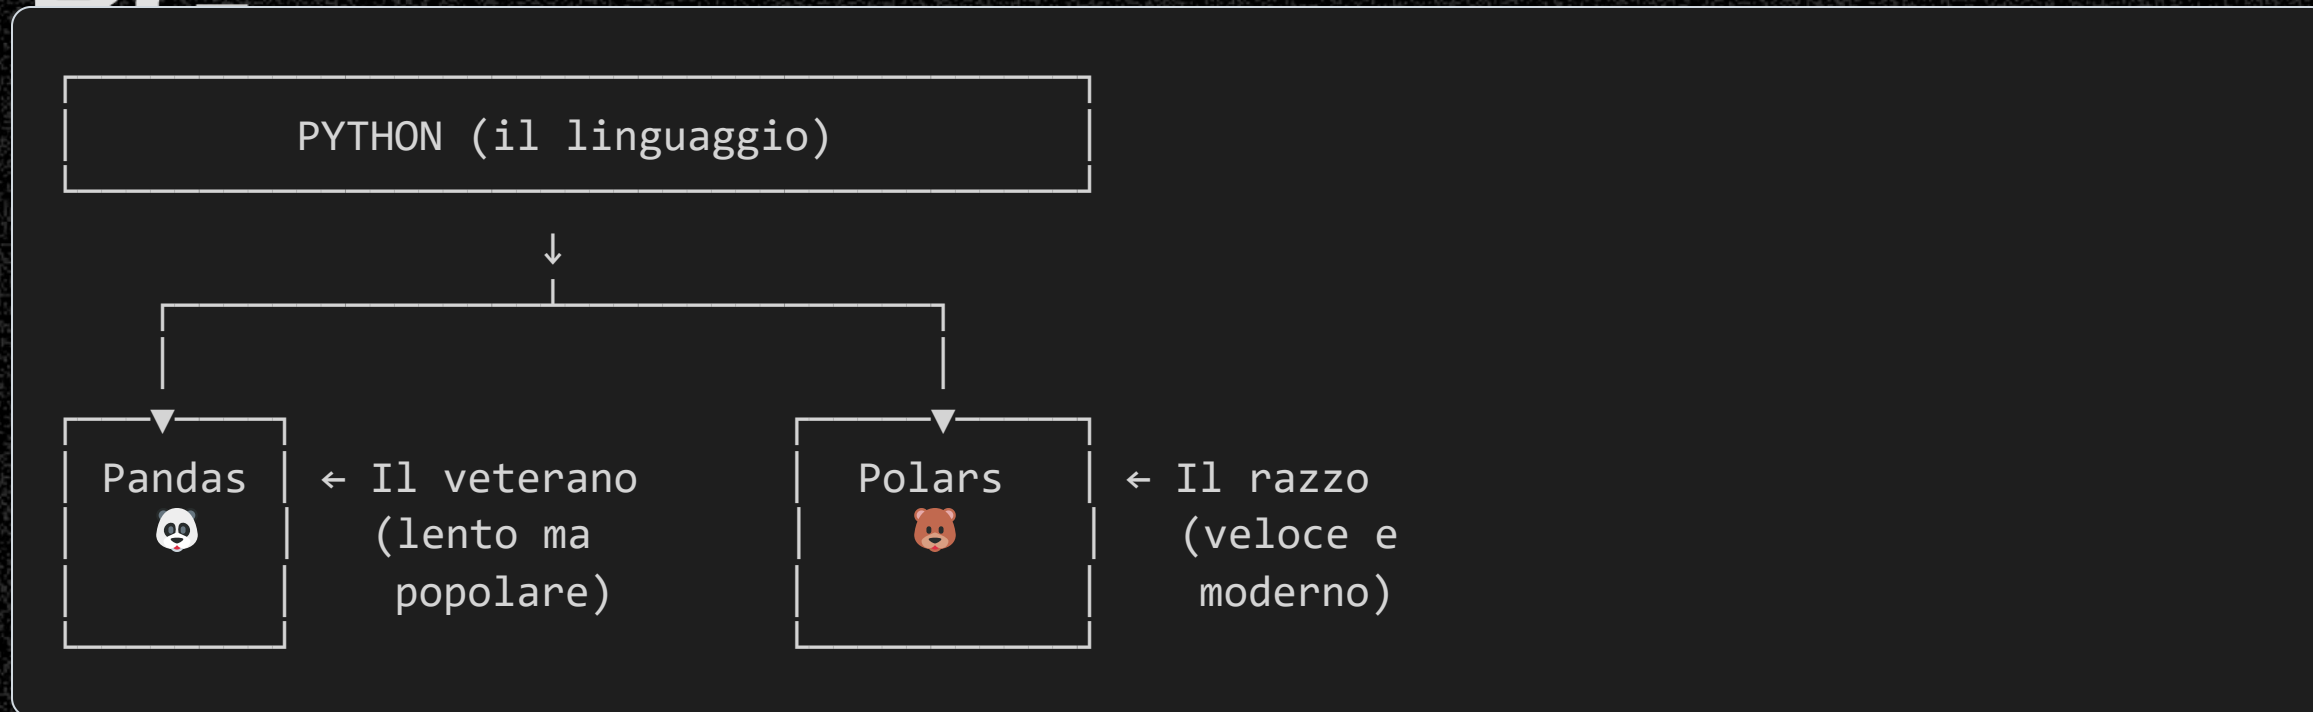 PYTHON (il linguaggio)
↓
Pandas ← Il veterano Polars ← Il razzo
🐼 (lento ma 🐻 (veloce e
popolare) moderno)